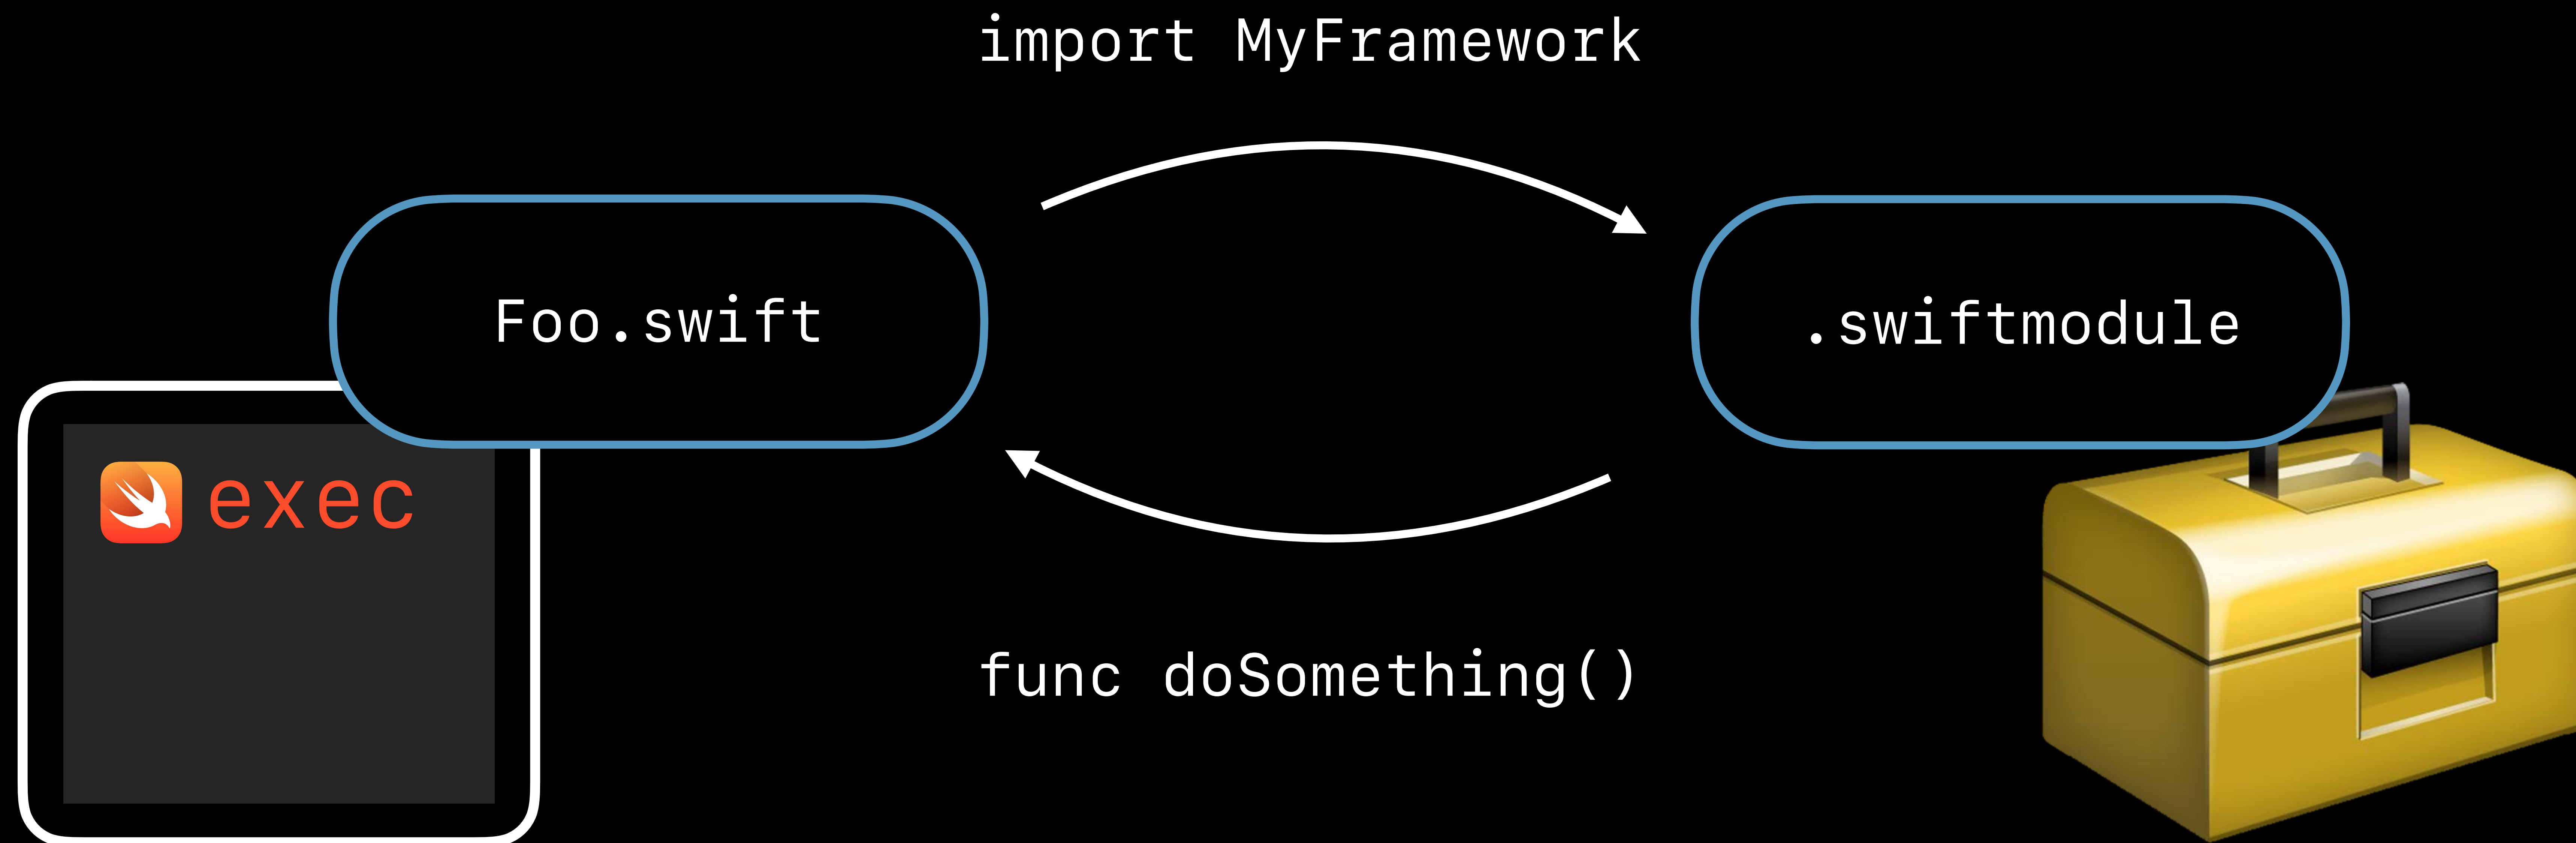 import MyFramework
Foo.swift
.swiftmodule
exec
func doSomething()